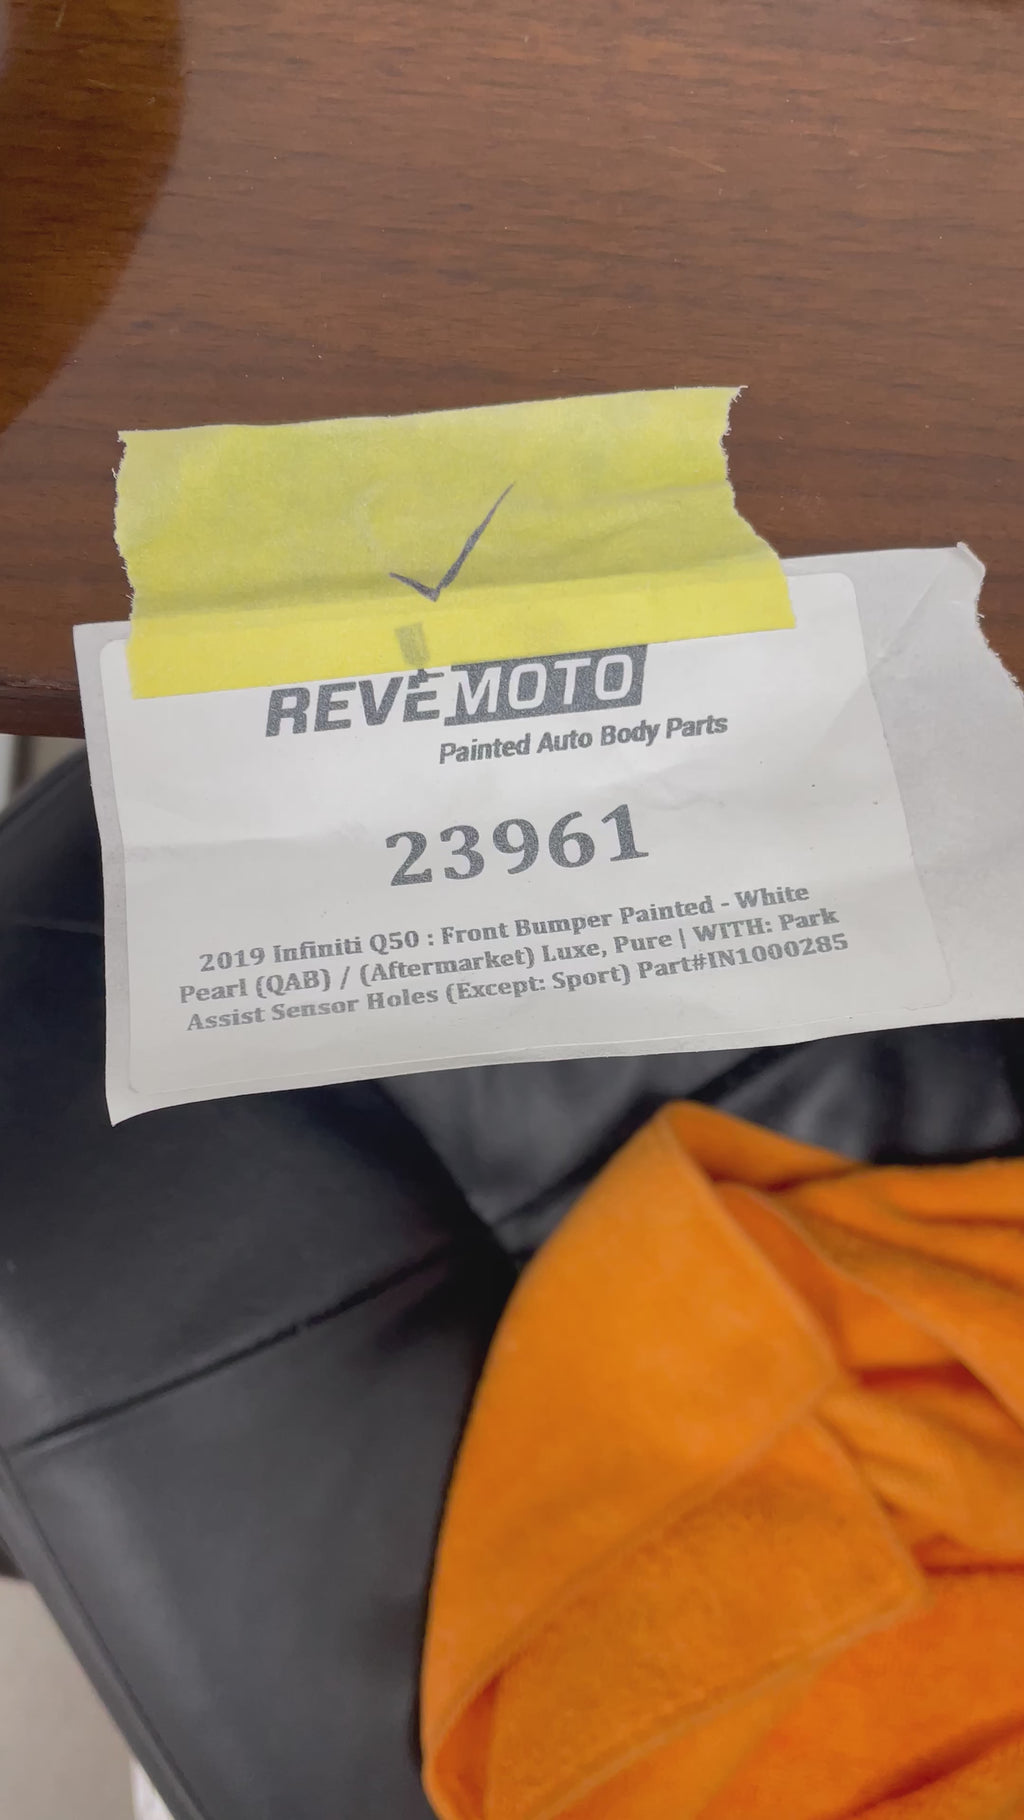 REVEMOTO
Painted Auto Body Parts
23961
2019 Infiniti Q50 : Front Bumper Painted - White
Pearl (QAB) / (Aftermarket) Luxe, Pure | WITH: Park
Assist Sensor Holes (Except: Sport) Part#IN1000285